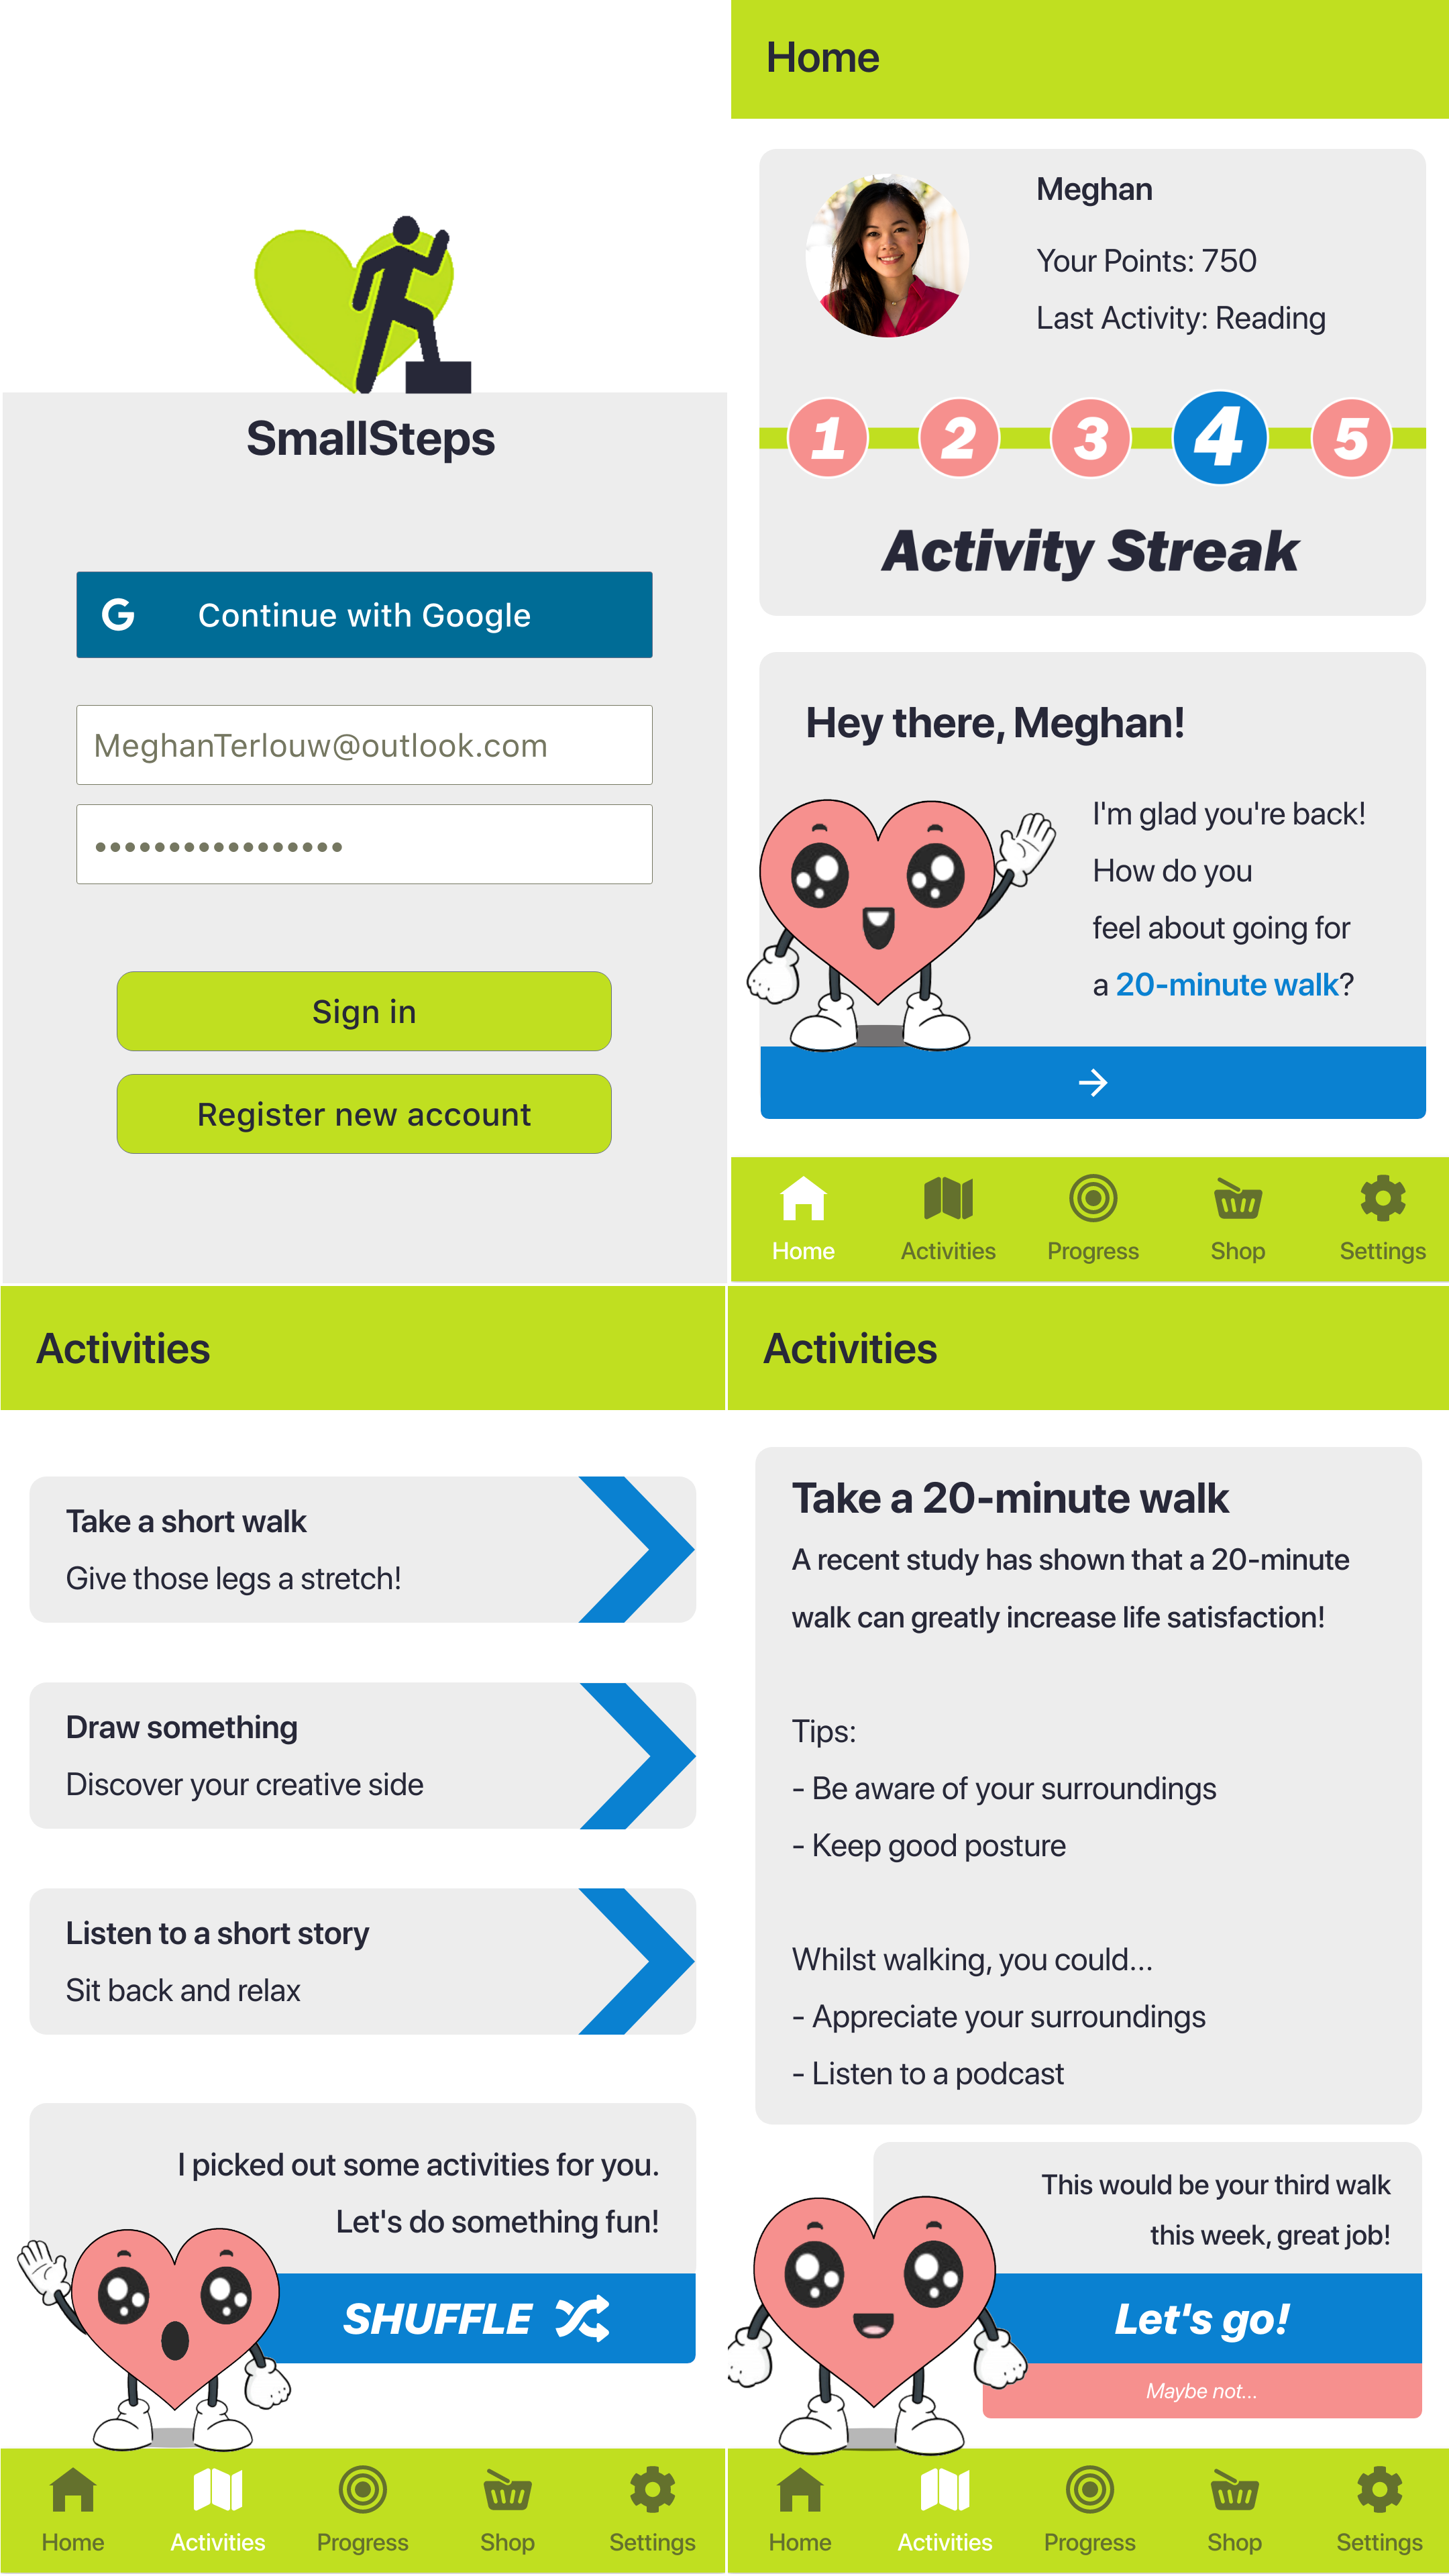 SmallSteps
G Continue with Google
MeghanTerlouw@outlook.com
•••••••••••••••••
Sign in
Register new account
Home
Meghan
Your Points: 750
Last Activity: Reading
1 2 3 4 5
Activity Streak
Hey there, Meghan!
I'm glad you're back!
How do you
feel about going for
a 20-minute walk?
Home Activities Progress Shop Settings
Activities
Take a short walk
Give those legs a stretch!
Draw something
Discover your creative side
Listen to a short story
Sit back and relax
I picked out some activities for you.
Let's do something fun!
SHUFFLE
Home Activities Progress Shop Settings
Activities
Take a 20-minute walk
A recent study has shown that a 20-minute
walk can greatly increase life satisfaction!
Tips:
- Be aware of your surroundings
- Keep good posture
Whilst walking, you could...
- Appreciate your surroundings
- Listen to a podcast
This would be your third walk
this week, great job!
Let's go!
Maybe not...
Home Activities Progress Shop Settings